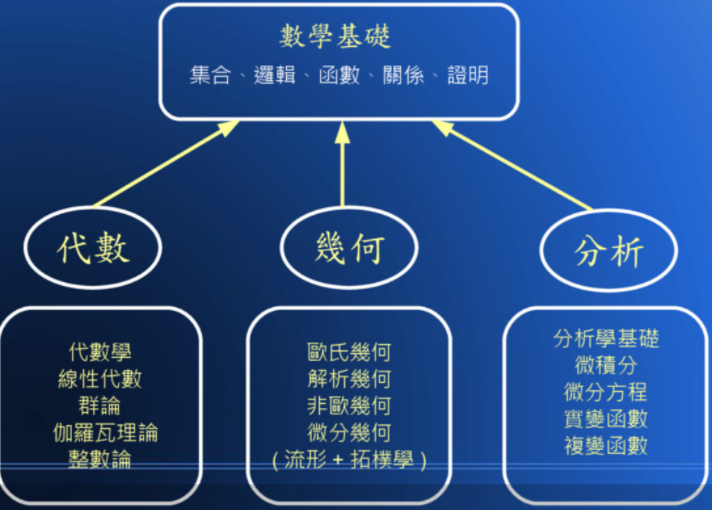 數學基礎
集合、邏輯、函數、關係、證明
代數
幾何
分析
代數學
線性代數
群論
伽羅瓦理論
整數論
歐氏幾何
解析幾何
非歐幾何
微分幾何
(流形+拓樸學)
分析學基礎
微積分
微分方程
實變函數
複變函數